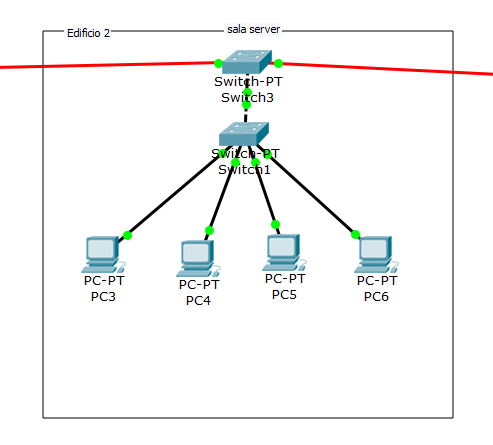 Edificio 2
sala server
Switch-PT
Switch3
Switch-PT
Switch1
PC-PT
PC3
PC-PT
PC4
PC-PT
PC5
PC-PT
PC6